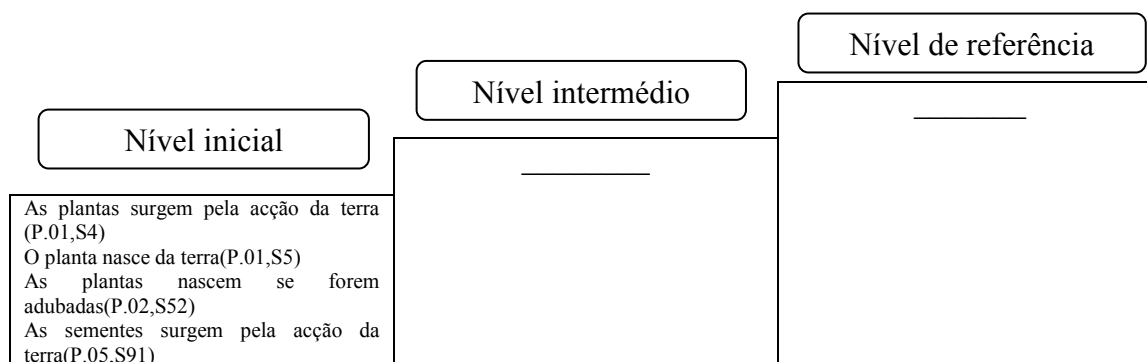 Nível de referência
Nível intermédio
Nível inicial
As plantas surgem pela acção da terra
(P.01,S4)
O planta nasce da terra(P.01,S5)
As plantas nascem se forem
adubadas(P.02,S52)
As sementes surgem pela acção da
terra(P.05,S91)